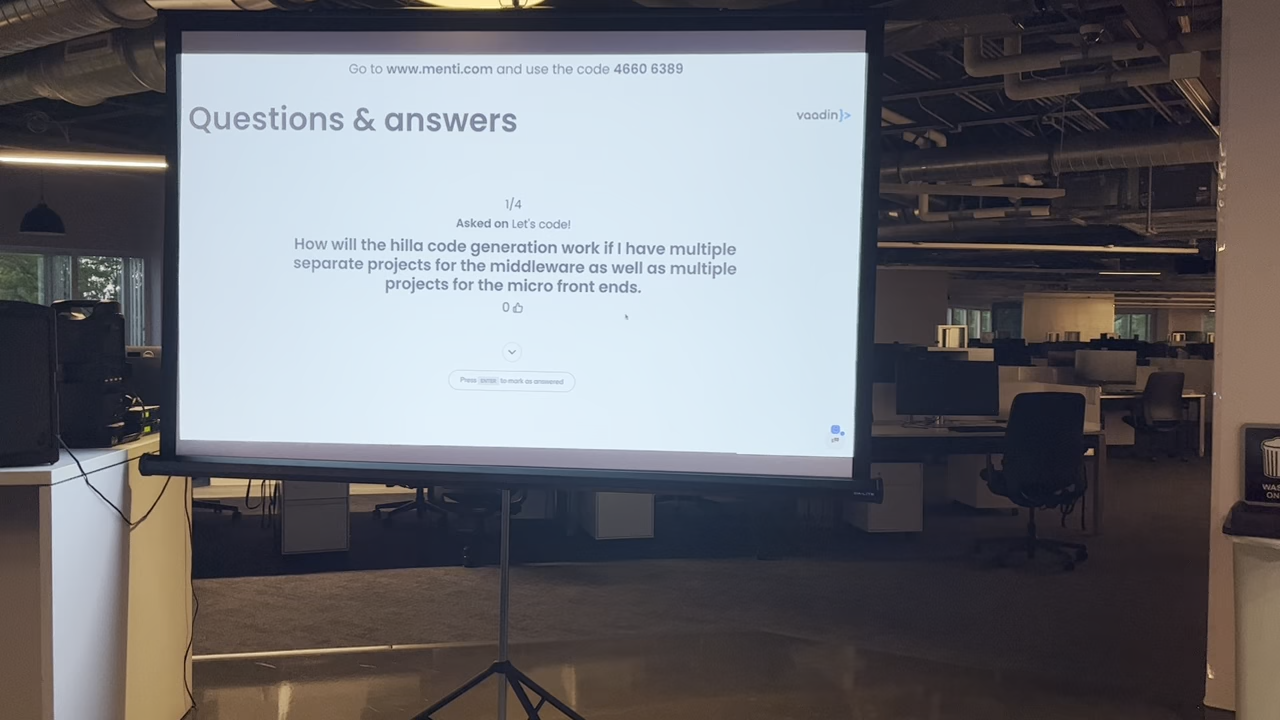 Go to www.menti.com and use the code 4660 6389
Questions & answers
vaadin}>
1/4
Asked on Let's code!
How will the hilla code generation work if I have multiple
separate projects for the middleware as well as multiple
projects for the micro front ends.
0
Press ENTER to mark as answered
WAS
ON